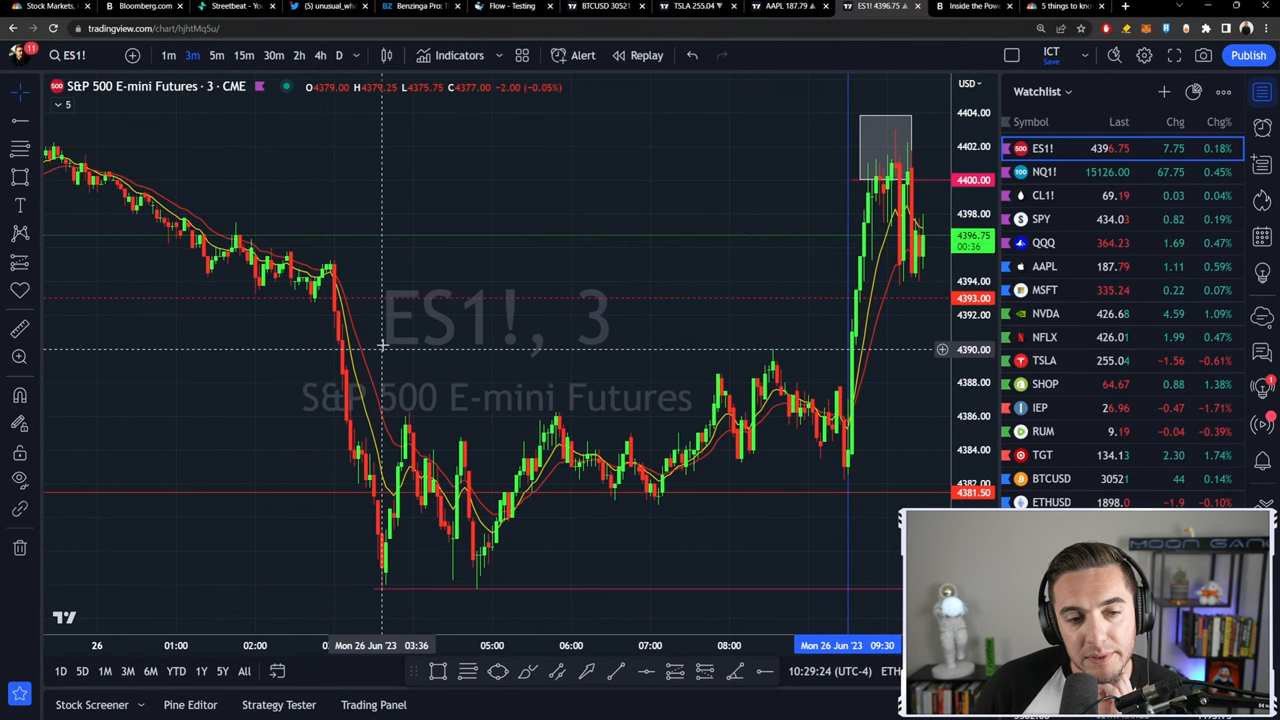 Stock Markets,
Bloomberg.com
Streetbeat - Yo
(5) unusual_w
Benzinga Pro: T
Flow - Testing
BTCUSD 30521
TSLA 255.04
AAPL 187.79
ES1! 4396.75
Inside the Pow
5 things to kno
tradingview.com/chart/hjhtMq5u/
11
ES1!
1m 3m 5m 15m 30m 2h 4h D
Indicators
Alert
Replay
ICT
Save
Publish
500 S&P 500 E-mini Futures · 3 · CME
O4379.00 H4379.25 L4375.75 C4377.00 -2.00 (-0.05%)
5
USD
4404.00
4402.00
4400.00
4398.00
4396.75
00:36
4394.00
4393.00
4392.00
4390.00
4388.00
4386.00
4384.00
4382.00
4381.50
ES1!, 3
S&P 500 E-mini Futures
Watchlist
Symbol Last Chg Chg%
500 ES1! 4396.75 7.75 0.18%
100 NQ1! 15126.00 67.75 0.45%
CL1! 69.19 0.03 0.04%
SPY 434.03 0.82 0.19%
QQQ 364.23 1.69 0.47%
AAPL 187.79 1.11 0.59%
MSFT 335.24 0.22 0.07%
NVDA 426.68 4.59 1.09%
NFLX 426.01 1.43 0.34%
TSLA 255.04 -1.56 -0.61%
SHOP 64.67 0.88 1.38%
IEP 26.96 -0.47 -1.71%
RUM 9.19 -0.04 -0.39%
TGT 134.13 2.30 1.74%
BTCUSD 30521 44 0.14%
ETHUSD 1898.0 -1.9 -0.10%
1
MOON GANG
26 01:00 02:00 Mon 26 Jun '23 03:36 05:00 06:00 07:00 08:00 Mon 26 Jun '23 09:30
1D 5D 1M 3M 6M YTD 1Y 5Y All
10:29:24 (UTC-4)
Stock Screener
Pine Editor
Strategy Tester
Trading Panel